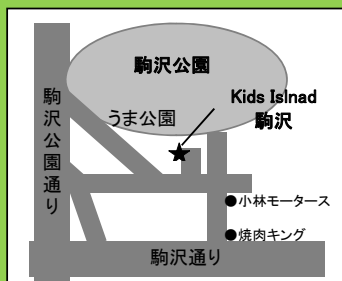 駒沢公園
Kids Islnad
駒沢
うま公園
駒沢公園通り
●小林モータース
●焼肉キング
駒沢通り